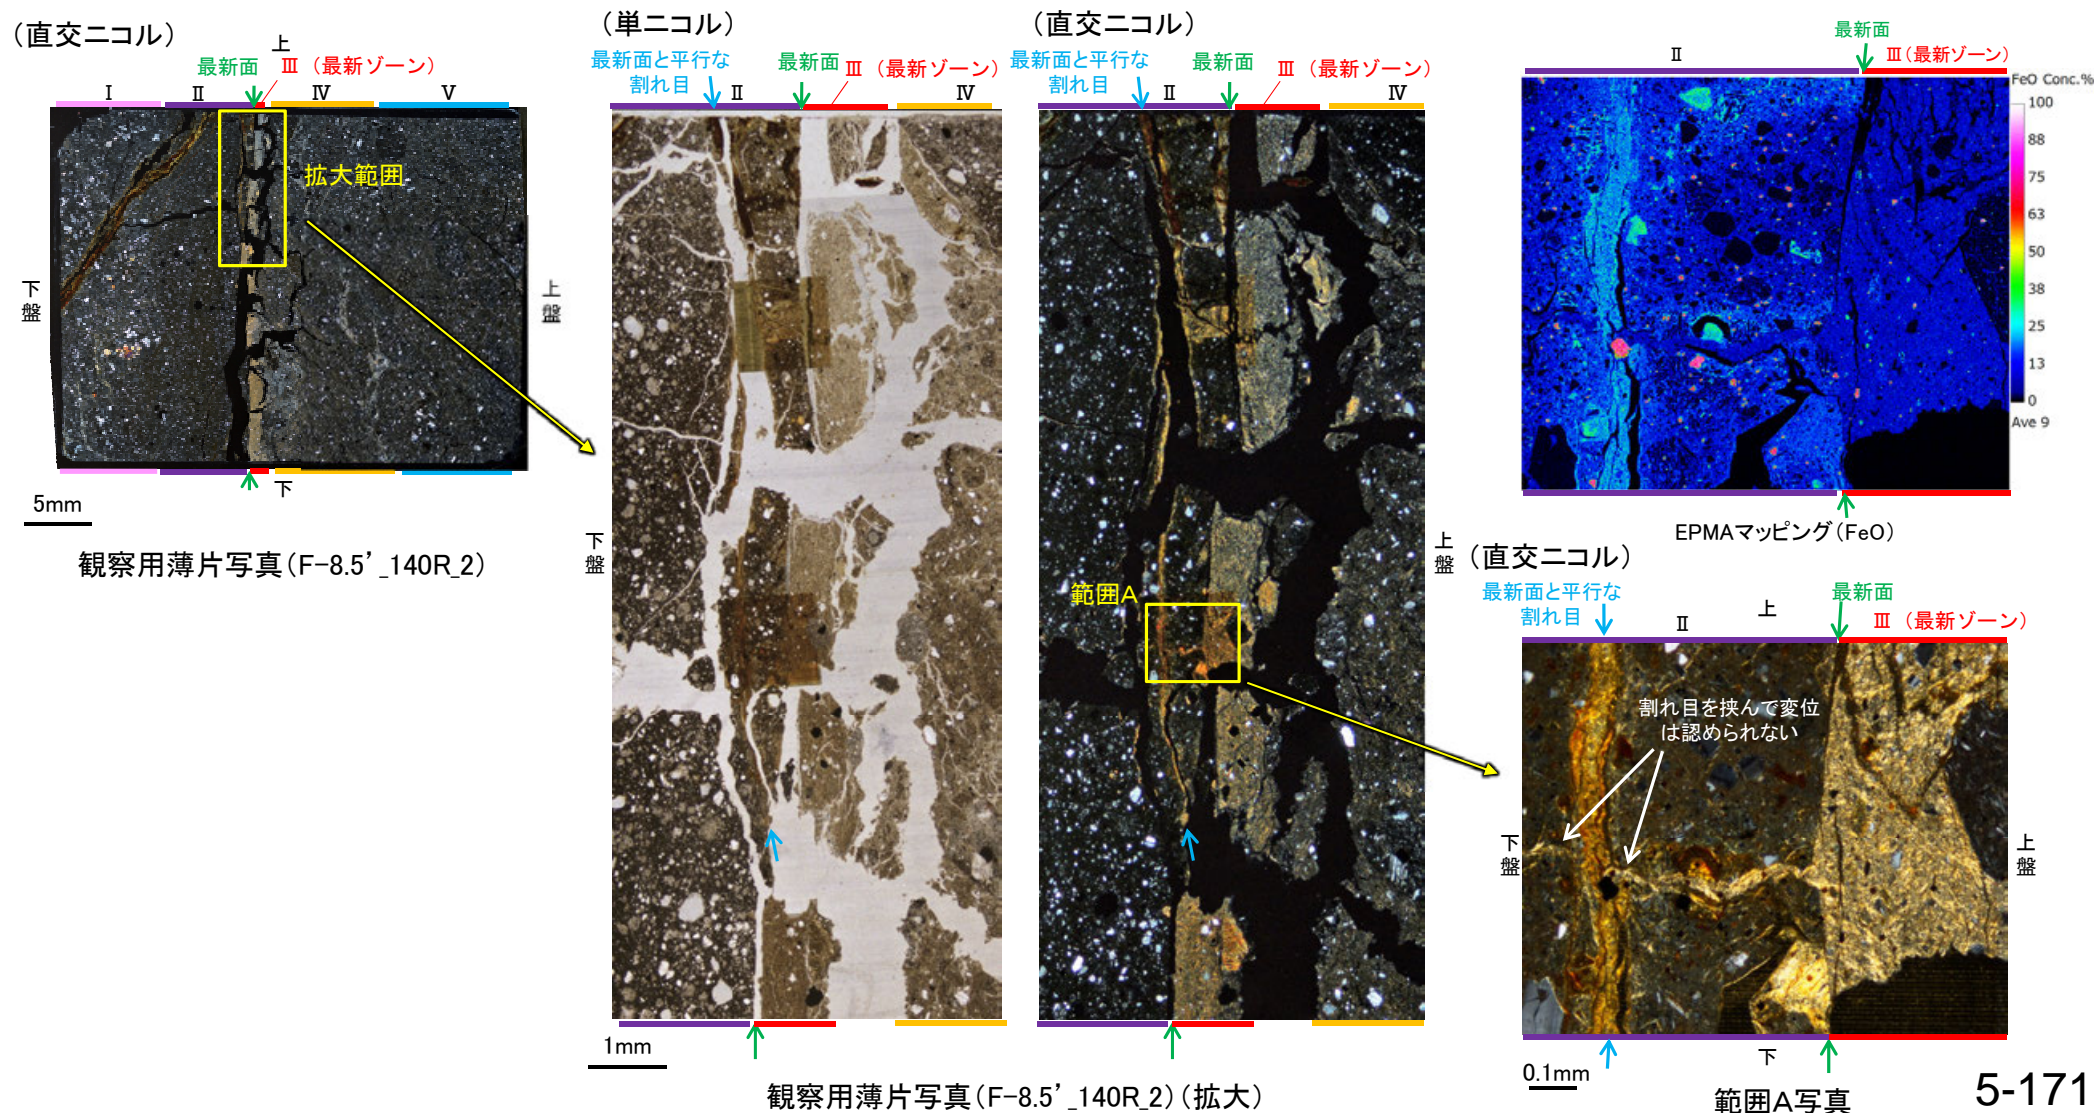 (直交ニコル)
上
最新面
Ⅲ (最新ゾーン)
Ⅰ
Ⅱ
Ⅳ
Ⅴ
拡大範囲
下盤
上盤
下
5mm
観察用薄片写真(F-8.5’_140R_2)
(単ニコル)
最新面と平行な
割れ目
最新面
Ⅲ (最新ゾーン)
Ⅱ
Ⅳ
下盤
1mm
(直交ニコル)
最新面と平行な
割れ目
最新面
Ⅲ (最新ゾーン)
Ⅱ
Ⅳ
範囲A
上盤
観察用薄片写真(F-8.5’_140R_2)(拡大)
最新面
Ⅱ
Ⅲ(最新ゾーン)
FeO Conc.%
100
88
75
63
50
38
25
13
0
Ave 9
EPMAマッピング(FeO)
(直交ニコル)
最新面と平行な
割れ目
上
最新面
Ⅱ
Ⅲ (最新ゾーン)
割れ目を挟んで変位
は認められない
下盤
上盤
下
0.1mm
範囲A写真
5-171